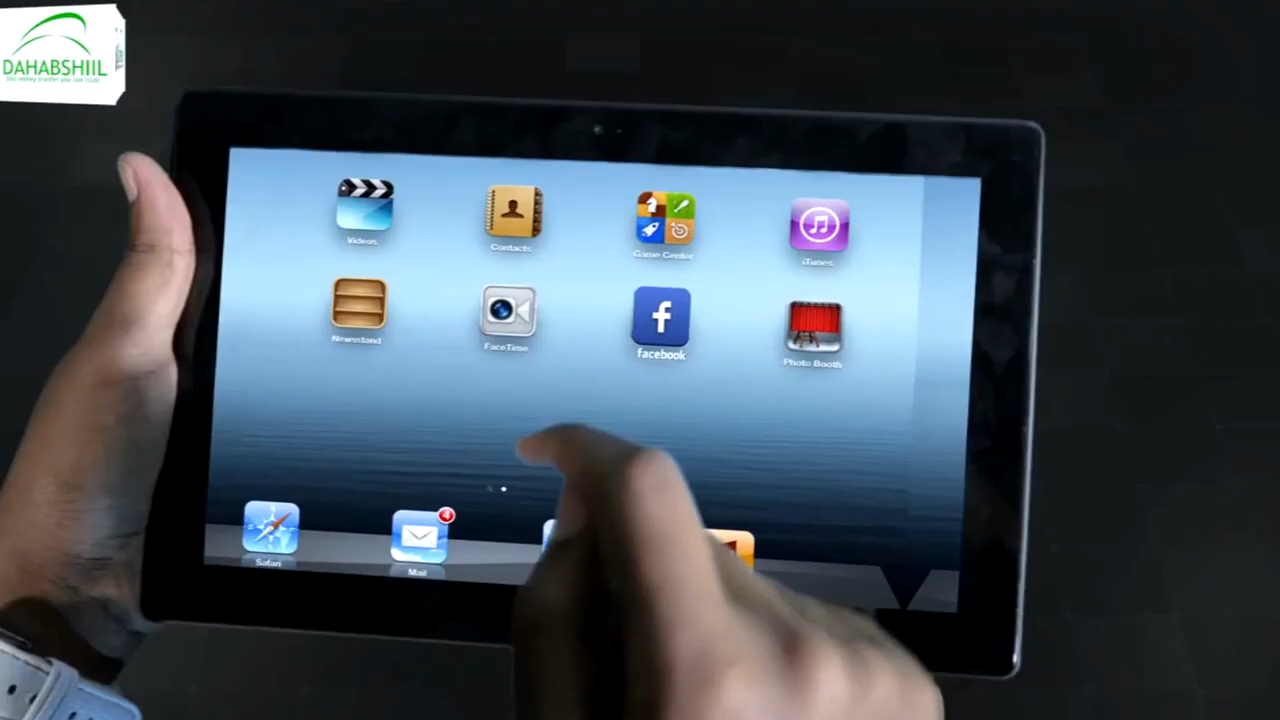 DAHABSHIIL
Videos
Contacts
Game Center
iTunes
Newsstand
FaceTime
facebook
Photo Booth
4
Safari
Mail